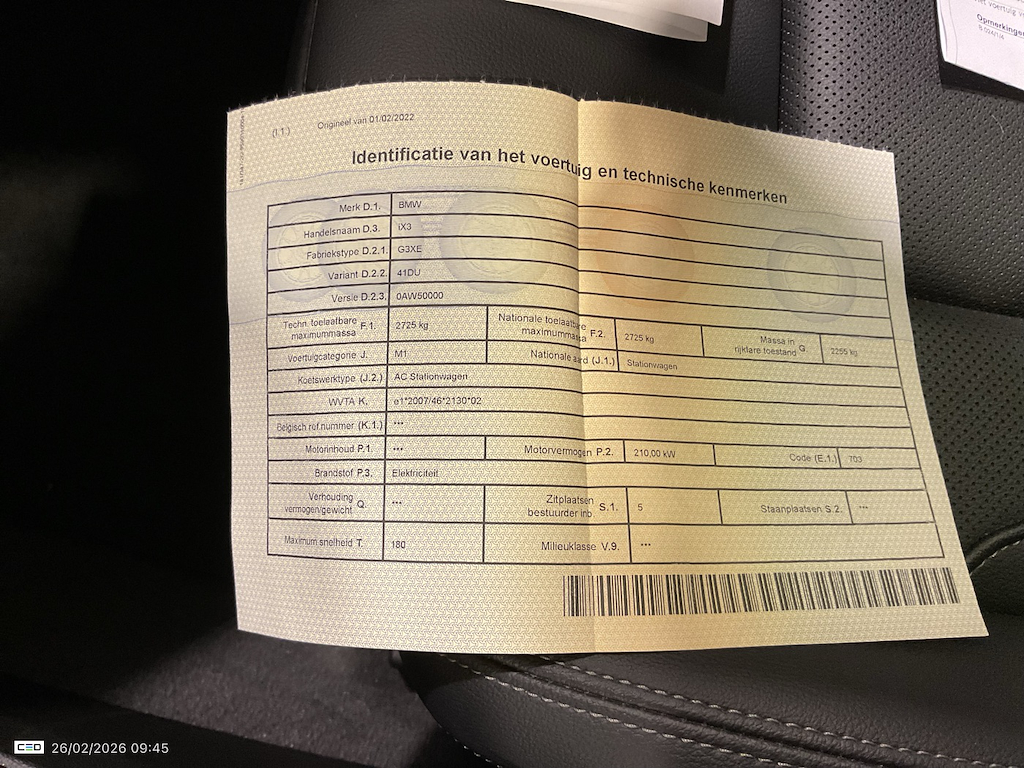 het voertuig v
Opmerkingen
(I.1.) Origineel van 01/02/2022
Identificatie van het voertuig en technische kenmerken
Merk D.1. BMW
Handelsnaam D.3. iX3
Fabriekstype D.2.1. G3XE
Variant D.2.2. 41DU
Versie D.2.3. 0AW50000
Techn. toelaatbare maximummassa F.1. 2725 kg Nationale toelaatbare maximummassa F.2. 2725 kg Massa in rijklare toestand G. 2255 kg
Voertuigcategorie J. M1 Nationale aard (J.1.) Stationwagen
Koetswerktype (J.2.) AC Stationwagen
WVTA K. e1*2007/46*2130*02
Belgisch ref.nummer (K.1.) ***
Motorinhoud P.1. *** Motorvermogen P.2. 210,00 kW Code (E.1.) 703
Brandstof P.3. Elektriciteit
Verhouding vermogen/gewicht Q. *** Zitplaatsen bestuurder inb. S.1. 5 Staanplaatsen S.2. ***
Maximum snelheid T. 180 Milieuklasse V.9. ***
26/02/2026 09:45